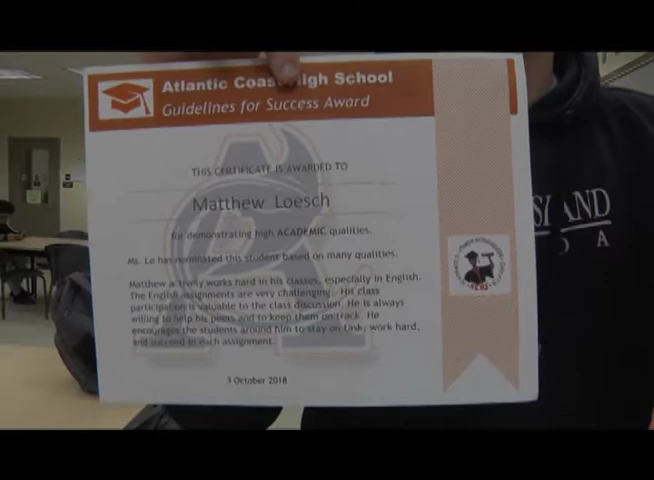 Atlantic Coast High School
Guidelines for Success Award
THIS CERTIFICATE IS AWARDED TO
Matthew Loesch
for demonstrating high ACADEMIC qualities.
Ms. Le has nominated this student based on many qualities.
Matthew actively works hard in his classes, especially in English.
The English assignments are very challenging. His class
participation is valuable to the class discussion. He is always
willing to help his peers and to keep them on track. He
encourages the students around him to stay on task, work hard,
and succeed in each assignment.
3 October 2018
ACHS